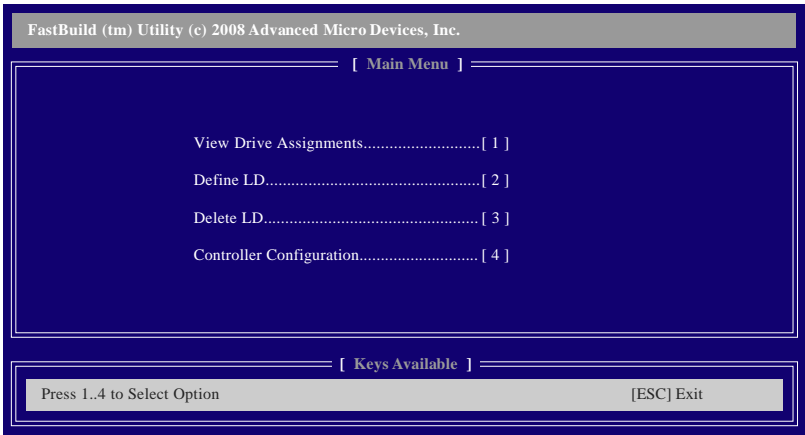 FastBuild (tm) Utility (c) 2008 Advanced Micro Devices, Inc.
[ Main Menu ]
View Drive Assignments...........................[ 1 ]
Define LD..................................................[ 2 ]
Delete LD.................................................. [ 3 ]
Controller Configuration............................ [ 4 ]
[ Keys Available ]
Press 1..4 to Select Option [ESC] Exit